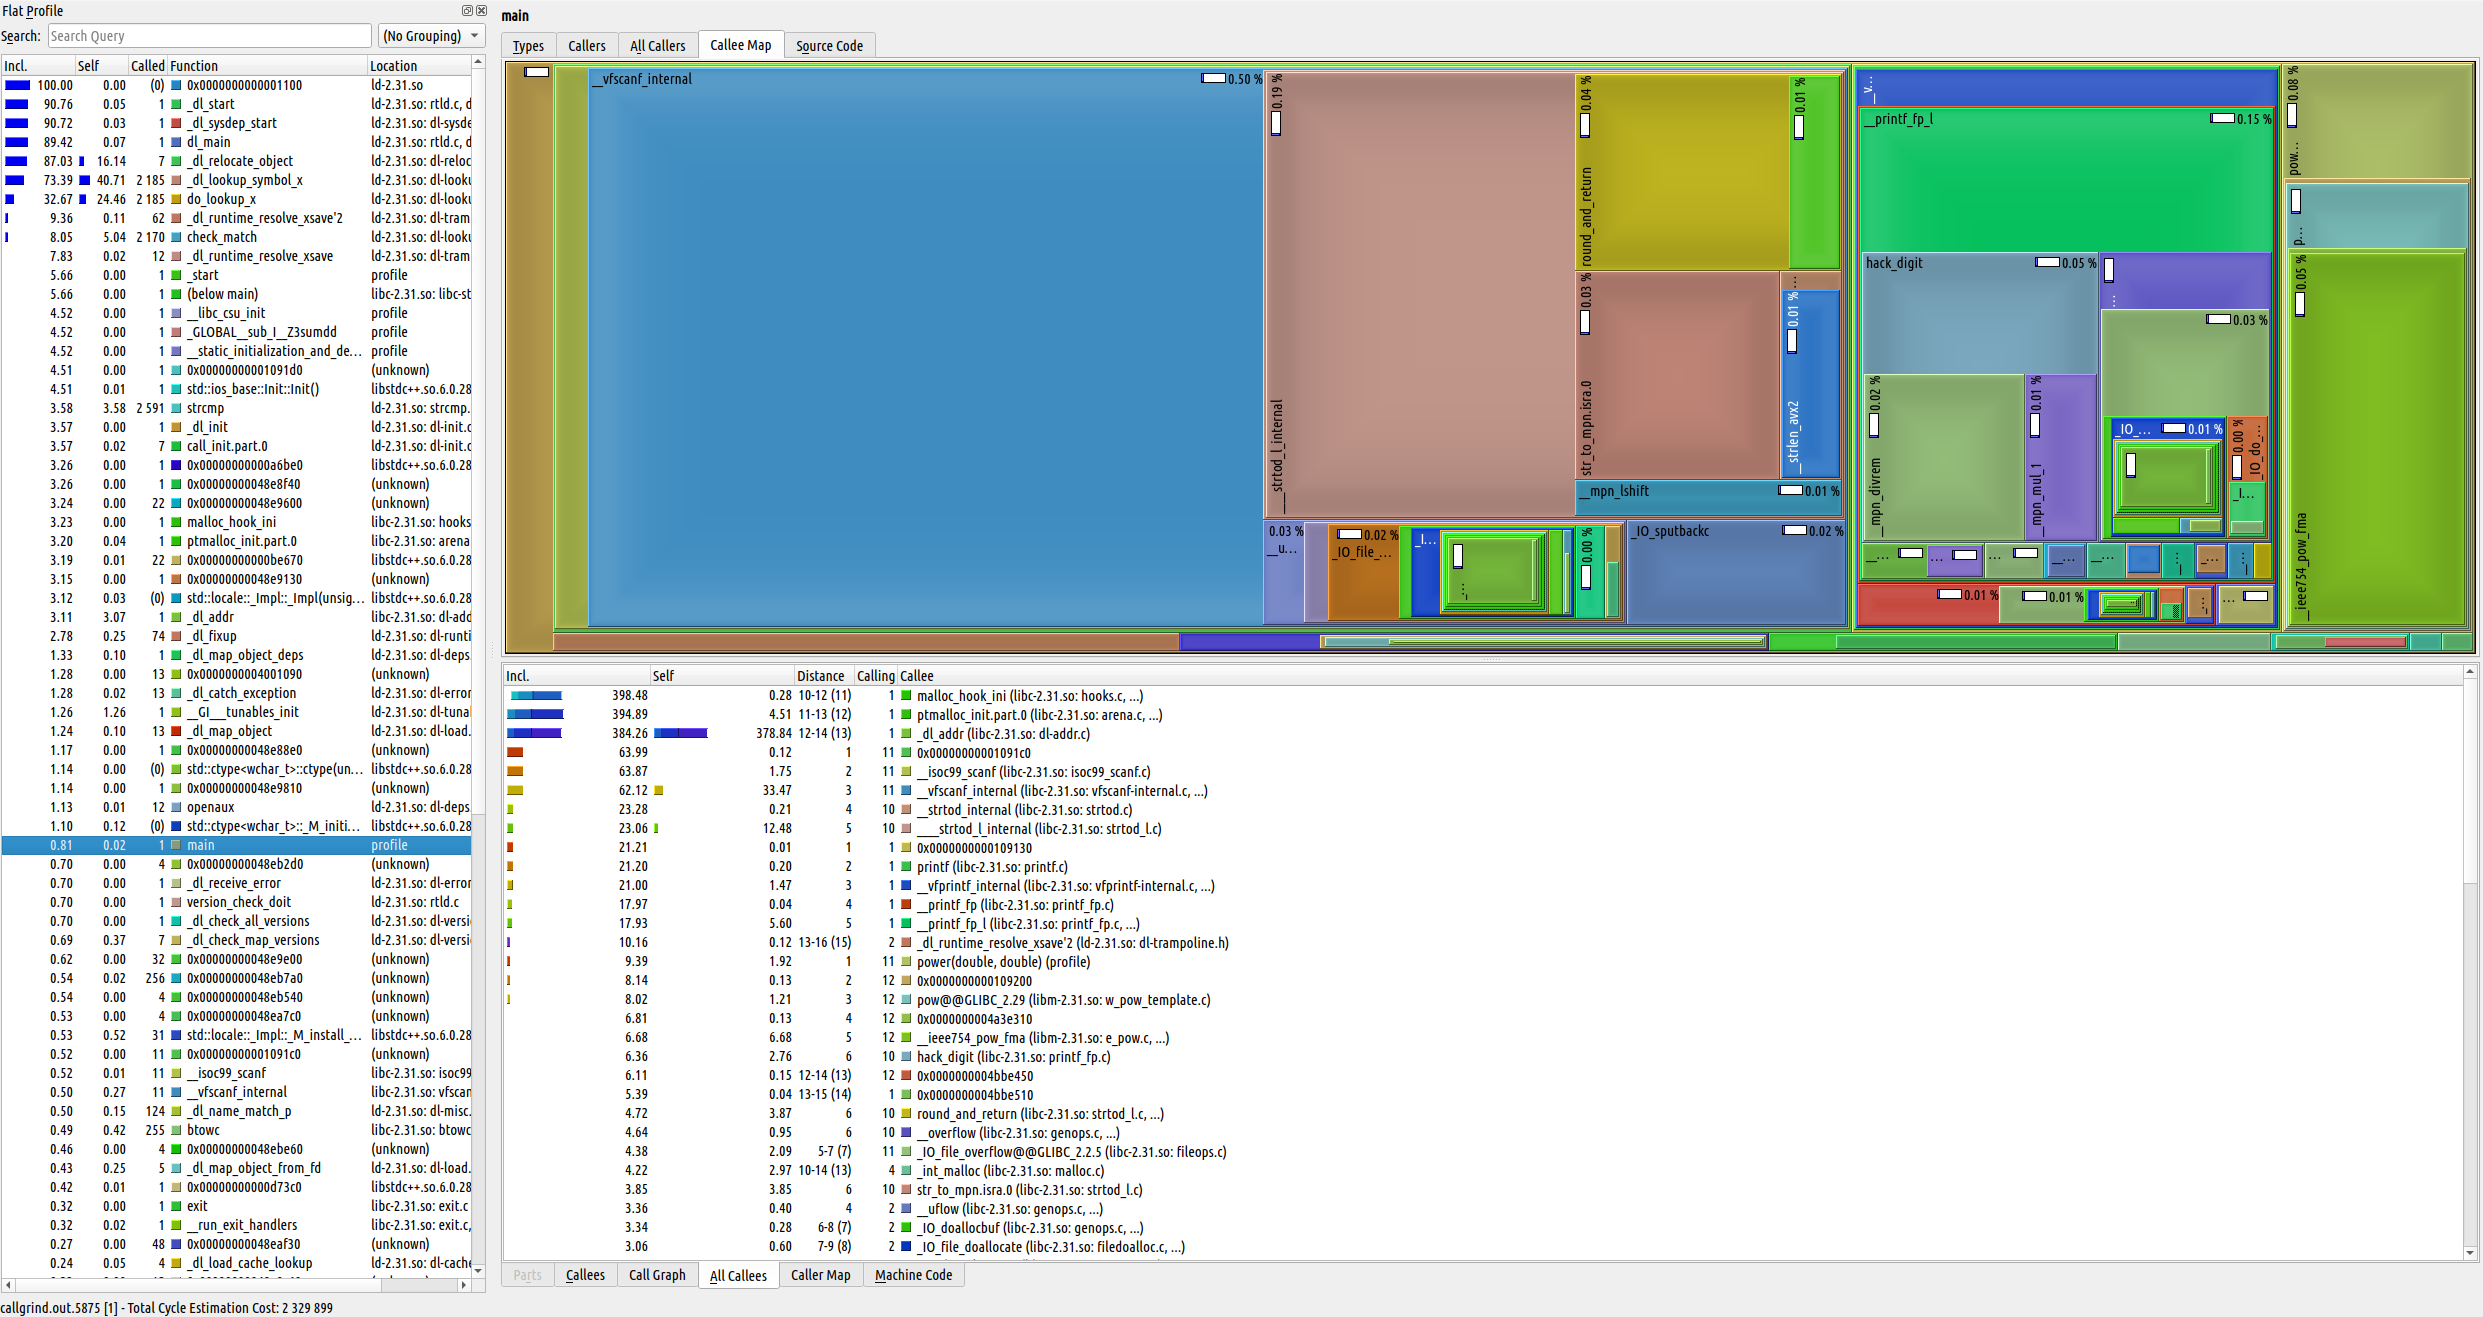 Flat Profile
Search: Search Query (No Grouping)
Incl. Self Called Function Location
100.00 0.00 (0) 0x0000000000001100 ld-2.31.so
90.76 0.05 1 _dl_start ld-2.31.so: rtld.c, d
90.72 0.03 1 _dl_sysdep_start ld-2.31.so: dl-sysde
89.42 0.07 1 dl_main ld-2.31.so: rtld.c, d
87.03 16.14 7 _dl_relocate_object ld-2.31.so: dl-reloc
73.39 40.71 2 185 _dl_lookup_symbol_x ld-2.31.so: dl-looku
32.67 24.46 2 185 do_lookup_x ld-2.31.so: dl-looku
9.36 0.11 62 _dl_runtime_resolve_xsave'2 ld-2.31.so: dl-tram
8.05 5.04 2 170 check_match ld-2.31.so: dl-looku
7.83 0.02 12 _dl_runtime_resolve_xsave ld-2.31.so: dl-tram
5.66 0.00 1 _start profile
5.66 0.00 1 (below main) libc-2.31.so: libc-st
4.52 0.00 1 __libc_csu_init profile
4.52 0.00 1 _GLOBAL__sub_I__Z3sumdd profile
4.52 0.00 1 __static_initialization_and_de... profile
4.51 0.00 1 0x00000000001091d0 (unknown)
4.51 0.01 1 std::ios_base::Init::Init() libstdc++.so.6.0.28
3.58 3.58 2 591 strcmp ld-2.31.so: strcmp.
3.57 0.00 1 _dl_init ld-2.31.so: dl-init.c
3.57 0.02 7 call_init.part.0 ld-2.31.so: dl-init.c
3.26 0.00 1 0x00000000000a6be0 libstdc++.so.6.0.28
3.26 0.00 1 0x00000000048e8f40 (unknown)
3.24 0.00 22 0x00000000048e9600 (unknown)
3.23 0.00 1 malloc_hook_ini libc-2.31.so: hooks
3.20 0.04 1 ptmalloc_init.part.0 libc-2.31.so: arena
3.19 0.01 22 0x00000000000be670 libstdc++.so.6.0.28
3.15 0.00 1 0x00000000048e9130 (unknown)
3.12 0.03 (0) std::locale::_Impl::_Impl(unsig... libstdc++.so.6.0.28
3.11 3.07 1 _dl_addr libc-2.31.so: dl-add
2.78 0.25 74 _dl_fixup ld-2.31.so: dl-runti
1.33 0.10 1 _dl_map_object_deps ld-2.31.so: dl-deps.
1.28 0.00 13 0x0000000004001090 (unknown)
1.28 0.02 13 _dl_catch_exception ld-2.31.so: dl-error
1.26 1.26 1 __GI___tunables_init ld-2.31.so: dl-tuna
1.24 0.10 13 _dl_map_object ld-2.31.so: dl-load.
1.17 0.00 1 0x00000000048e88e0 (unknown)
1.14 0.00 (0) std::ctype<wchar_t>::ctype(un... libstdc++.so.6.0.28
1.14 0.00 1 0x00000000048e9810 (unknown)
1.13 0.01 12 openaux ld-2.31.so: dl-deps.
1.10 0.12 (0) std::ctype<wchar_t>::_M_initi... libstdc++.so.6.0.28
0.81 0.02 1 main profile
0.70 0.00 4 0x00000000048eb2d0 (unknown)
0.70 0.00 1 _dl_receive_error ld-2.31.so: dl-error
0.70 0.00 1 version_check_doit ld-2.31.so: rtld.c
0.70 0.00 1 _dl_check_all_versions ld-2.31.so: dl-versi
0.69 0.37 7 _dl_check_map_versions ld-2.31.so: dl-versi
0.62 0.00 32 0x00000000048e9e00 (unknown)
0.54 0.02 256 0x00000000048eb7a0 (unknown)
0.54 0.00 4 0x00000000048eb540 (unknown)
0.53 0.00 4 0x00000000048ea7c0 (unknown)
0.53 0.52 31 std::locale::_Impl::_M_install_... libstdc++.so.6.0.28
0.52 0.00 11 0x00000000001091c0 (unknown)
0.52 0.01 11 __isoc99_scanf libc-2.31.so: isoc99
0.50 0.27 11 __vfscanf_internal libc-2.31.so: vfscan
0.50 0.15 124 _dl_name_match_p ld-2.31.so: dl-misc.
0.49 0.42 255 btowc libc-2.31.so: btowc
0.46 0.00 4 0x00000000048ebe60 (unknown)
0.43 0.25 5 _dl_map_object_from_fd ld-2.31.so: dl-load.
0.42 0.01 1 0x00000000000d73c0 libstdc++.so.6.0.28
0.32 0.00 1 exit libc-2.31.so: exit.c
0.32 0.02 1 __run_exit_handlers libc-2.31.so: exit.c,
0.27 0.00 48 0x00000000048eaf30 (unknown)
0.24 0.05 4 _dl_load_cache_lookup ld-2.31.so: dl-cache
callgrind.out.5875 [1] - Total Cycle Estimation Cost: 2 329 899
main
Types Callers All Callers Callee Map Source Code
__vfscanf_internal 0.50 %
____strtod_l_internal 0.19 %
round_and_return 0.04 %
0.01 %
str_to_mpn.isra.0 0.03 %
...
__strlen_avx2 0.01 %
__mpn_lshift 0.01 %
0.03 %
__u...
0.02 %
_IO_file_...
_I...
...
0.00 %
_IO_sputbackc 0.02 %
_v...
__printf_fp_l 0.15 %
hack_digit 0.05 %
...
0.03 %
__mpn_divrem 0.02 %
__mpn_mul_1 0.01 %
_IO_... 0.01 %
_IO_do_... 0.00 %
_I...
0.01 %
0.01 %
pow... 0.08 %
p...
__ieee754_pow_fma 0.05 %
Incl. Self Distance Calling Callee
398.48 0.28 10-12 (11) 1 malloc_hook_ini (libc-2.31.so: hooks.c, ...)
394.89 4.51 11-13 (12) 1 ptmalloc_init.part.0 (libc-2.31.so: arena.c, ...)
384.26 378.84 12-14 (13) 1 _dl_addr (libc-2.31.so: dl-addr.c)
63.99 0.12 1 11 0x00000000001091c0
63.87 1.75 2 11 __isoc99_scanf (libc-2.31.so: isoc99_scanf.c)
62.12 33.47 3 11 __vfscanf_internal (libc-2.31.so: vfscanf-internal.c, ...)
23.28 0.21 4 10 __strtod_internal (libc-2.31.so: strtod.c)
23.06 12.48 5 10 ____strtod_l_internal (libc-2.31.so: strtod_l.c)
21.21 0.01 1 1 0x0000000000109130
21.20 0.20 2 1 printf (libc-2.31.so: printf.c)
21.00 1.47 3 1 __vfprintf_internal (libc-2.31.so: vfprintf-internal.c, ...)
17.97 0.04 4 1 __printf_fp (libc-2.31.so: printf_fp.c)
17.93 5.60 5 1 __printf_fp_l (libc-2.31.so: printf_fp.c, ...)
10.16 0.12 13-16 (15) 2 _dl_runtime_resolve_xsave'2 (ld-2.31.so: dl-trampoline.h)
9.39 1.92 1 11 power(double, double) (profile)
8.14 0.13 2 12 0x0000000000109200
8.02 1.21 3 12 pow@@GLIBC_2.29 (libm-2.31.so: w_pow_template.c)
6.81 0.13 4 12 0x0000000004a3e310
6.68 6.68 5 12 __ieee754_pow_fma (libm-2.31.so: e_pow.c, ...)
6.36 2.76 6 10 hack_digit (libc-2.31.so: printf_fp.c)
6.11 0.15 12-14 (13) 12 0x0000000004bbe450
5.39 0.04 13-15 (14) 1 0x0000000004bbe510
4.72 3.87 6 10 round_and_return (libc-2.31.so: strtod_l.c, ...)
4.64 0.95 6 10 __overflow (libc-2.31.so: genops.c, ...)
4.38 2.09 5-7 (7) 11 _IO_file_overflow@@GLIBC_2.2.5 (libc-2.31.so: fileops.c)
4.22 2.97 10-14 (13) 4 _int_malloc (libc-2.31.so: malloc.c)
3.85 3.85 6 10 str_to_mpn.isra.0 (libc-2.31.so: strtod_l.c)
3.36 0.40 4 2 __uflow (libc-2.31.so: genops.c, ...)
3.34 0.28 6-8 (7) 2 _IO_doallocbuf (libc-2.31.so: genops.c, ...)
3.06 0.60 7-9 (8) 2 _IO_file_doallocate (libc-2.31.so: filedoalloc.c, ...)
Parts Callees Call Graph All Callees Caller Map Machine Code